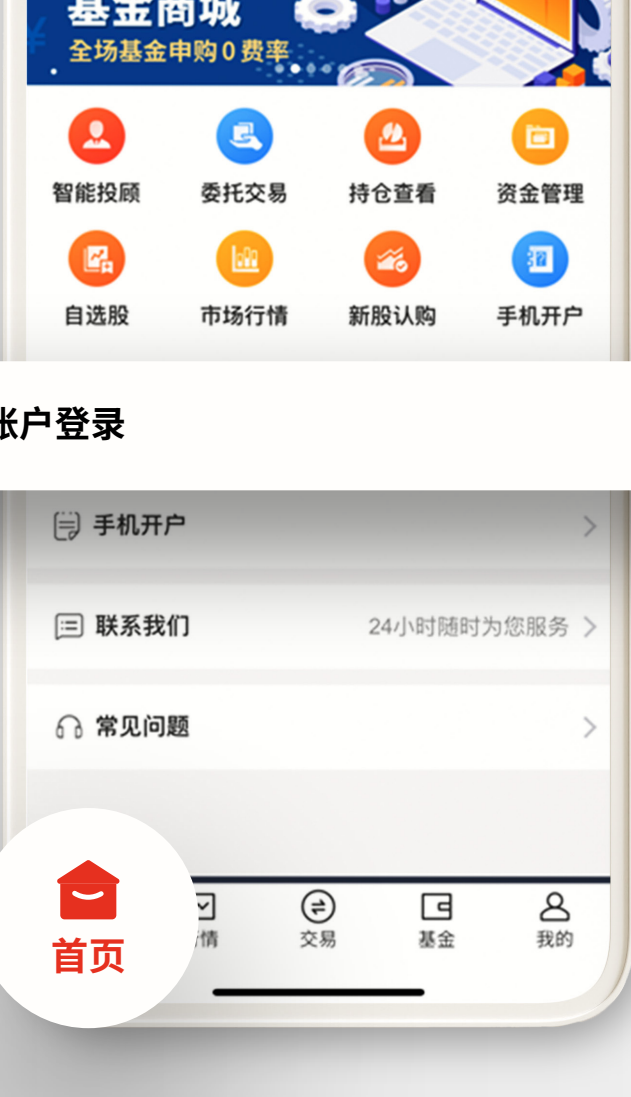 基金商城
全场基金申购0费率
智能投顾 委托交易 持仓查看 资金管理
自选股 市场行情 新股认购 手机开户
账户登录
手机开户
联系我们 24小时随时为您服务
常见问题
首页 行情 交易 基金 我的